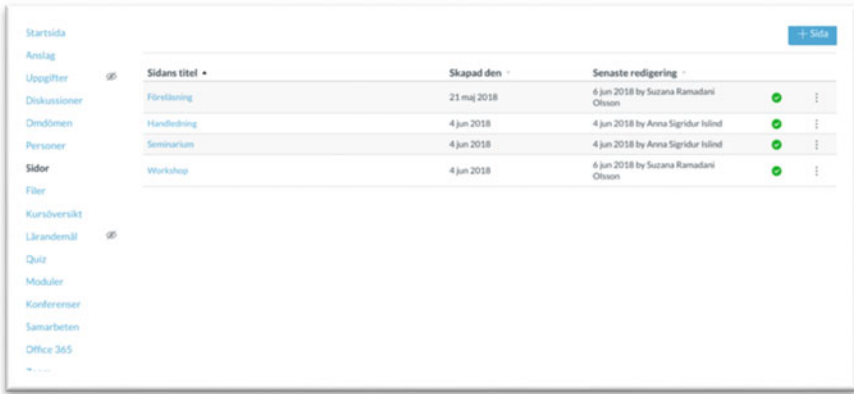 Startsida
+ Sida
Anslag
Uppgifter
Sidans titel
Skapad den
Senaste redigering
Diskussioner
Föreläsning
21 maj 2018
6 jun 2018 by Suzana Ramadani
Olsson
Omdömen
Handledning
4 jun 2018
4 jun 2018 by Anna Sigridur Islind
Personer
Seminarium
4 jun 2018
4 jun 2018 by Anna Sigridur Islind
Sidor
Workshop
4 jun 2018
6 jun 2018 by Suzana Ramadani
Olsson
Filer
Kursöversikt
Lärandemål
Quiz
Moduler
Konferenser
Samarbeten
Office 365